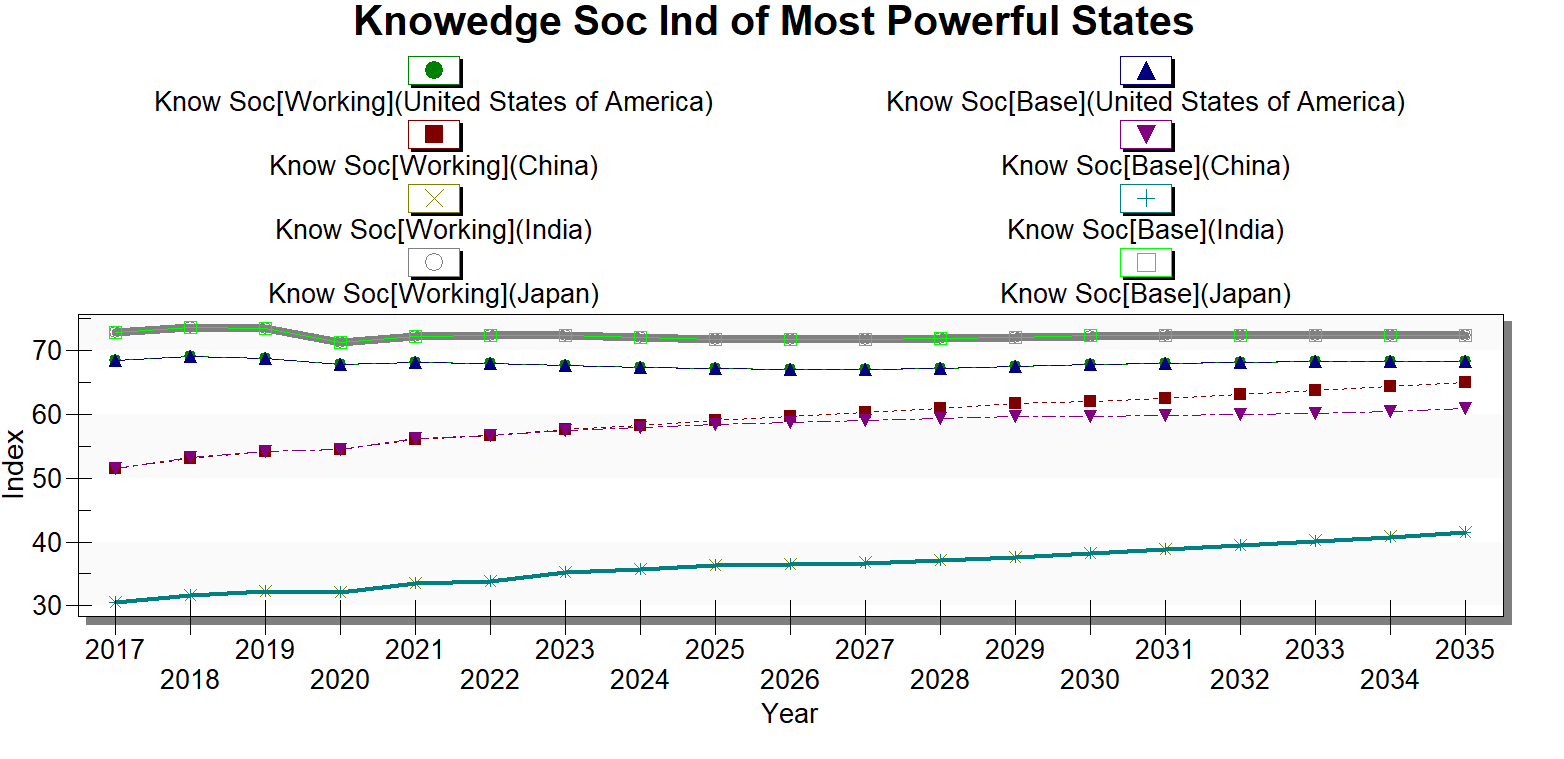 Knowedge Soc Ind of Most Powerful States
Know Soc[Working](United States of America)
Know Soc[Base](United States of America)
Know Soc[Working](China)
Know Soc[Base](China)
Know Soc[Working](India)
Know Soc[Base](India)
Know Soc[Working](Japan)
Know Soc[Base](Japan)
Index
70
60
50
40
30
2017 2019 2021 2023 2025 2027 2029 2031 2033 2035
2018 2020 2022 2024 2026 2028 2030 2032 2034
Year